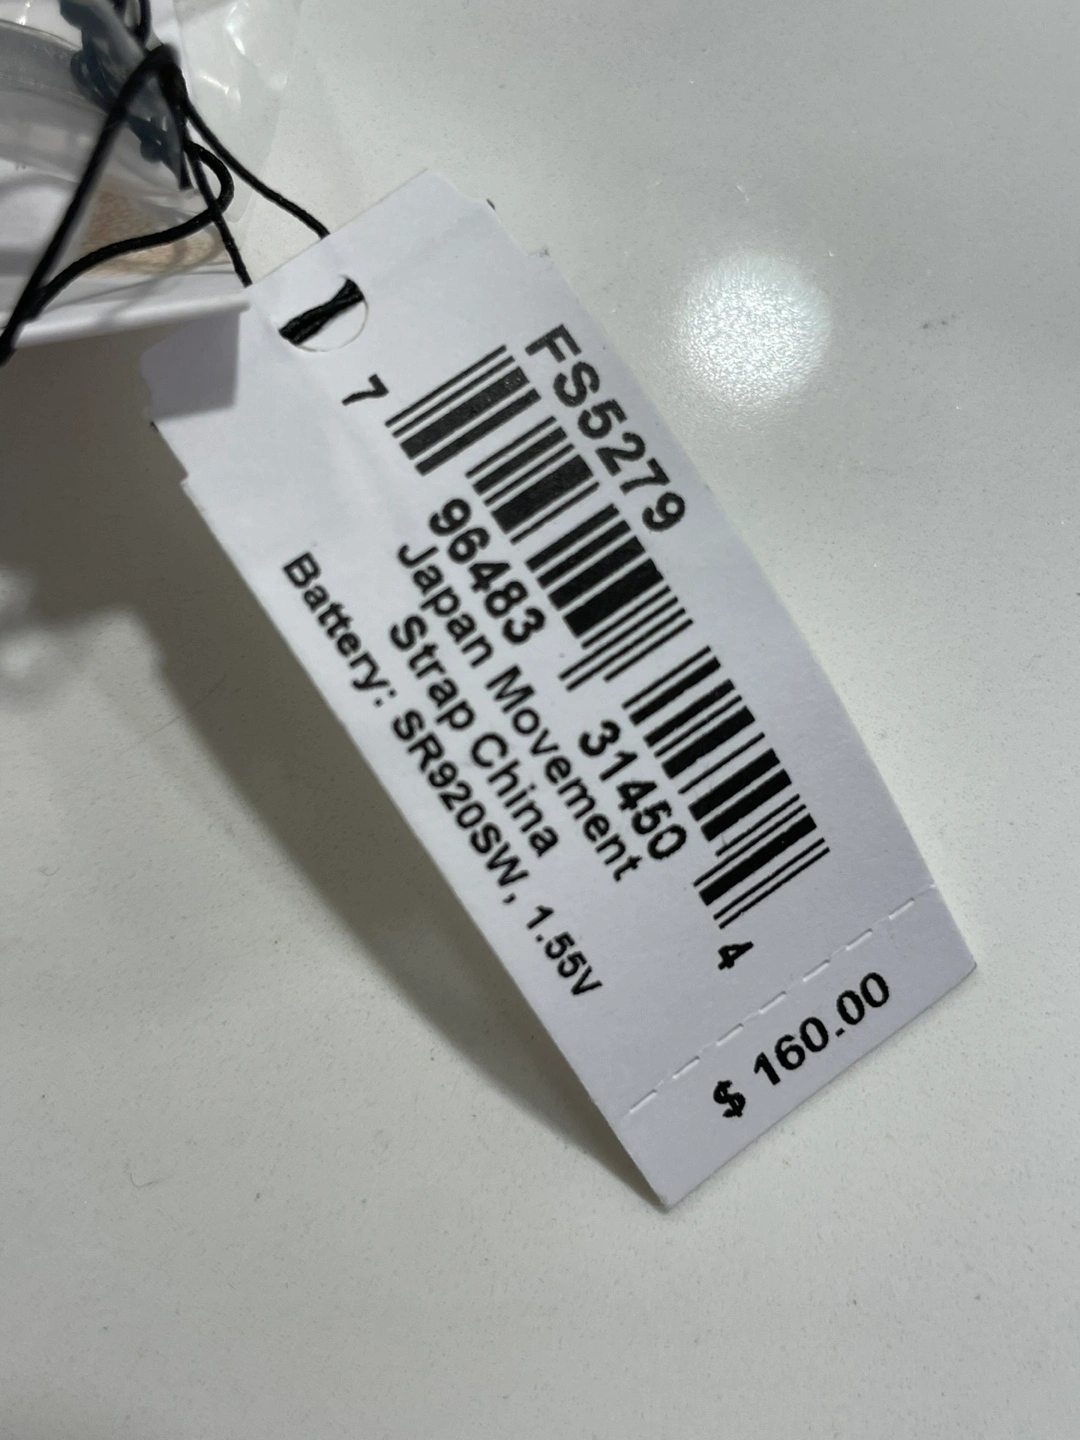 FS5279
7 96483 31450 4
Japan Movement
Strap China
Battery: SR920SW, 1.55V
$ 160.00